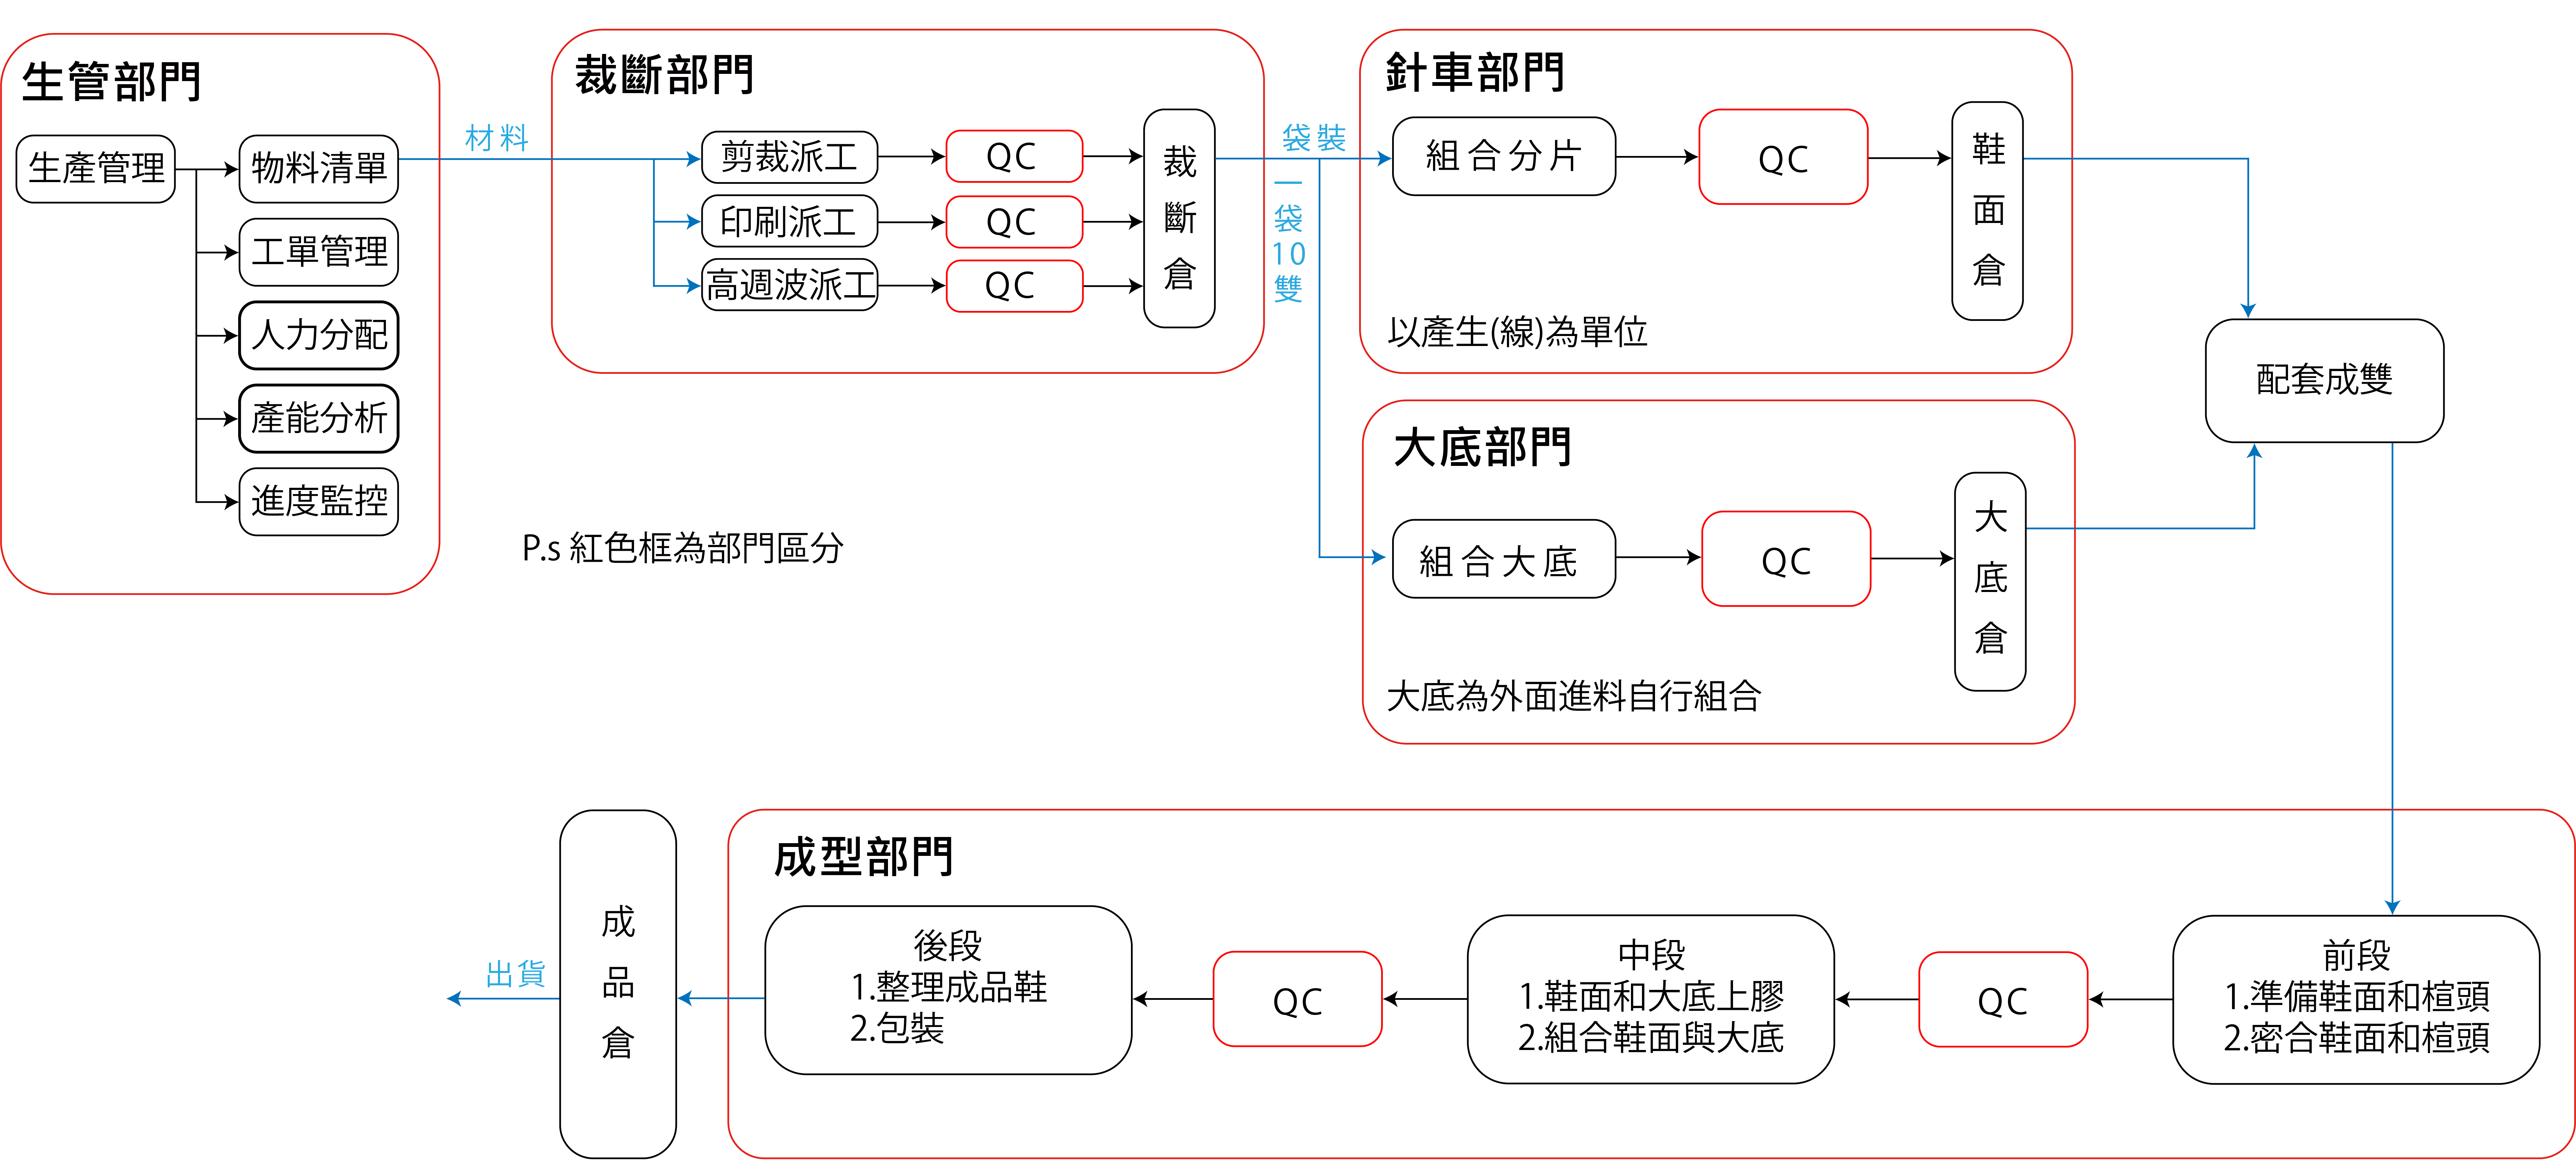 生管部門
生產管理
物料清單
工單管理
人力分配
產能分析
進度監控
材料
裁斷部門
剪裁派工
QC
印刷派工
QC
高週波派工
QC
裁斷倉
袋裝
一袋10雙
針車部門
組合分片
QC
鞋面倉
以產生(線)為單位
大底部門
組合大底
QC
大底倉
大底為外面進料自行組合
配套成雙
P.s 紅色框為部門區分
成型部門
前段
1.準備鞋面和楦頭
2.密合鞋面和楦頭
QC
中段
1.鞋面和大底上膠
2.組合鞋面與大底
QC
後段
1.整理成品鞋
2.包裝
成品倉
出貨